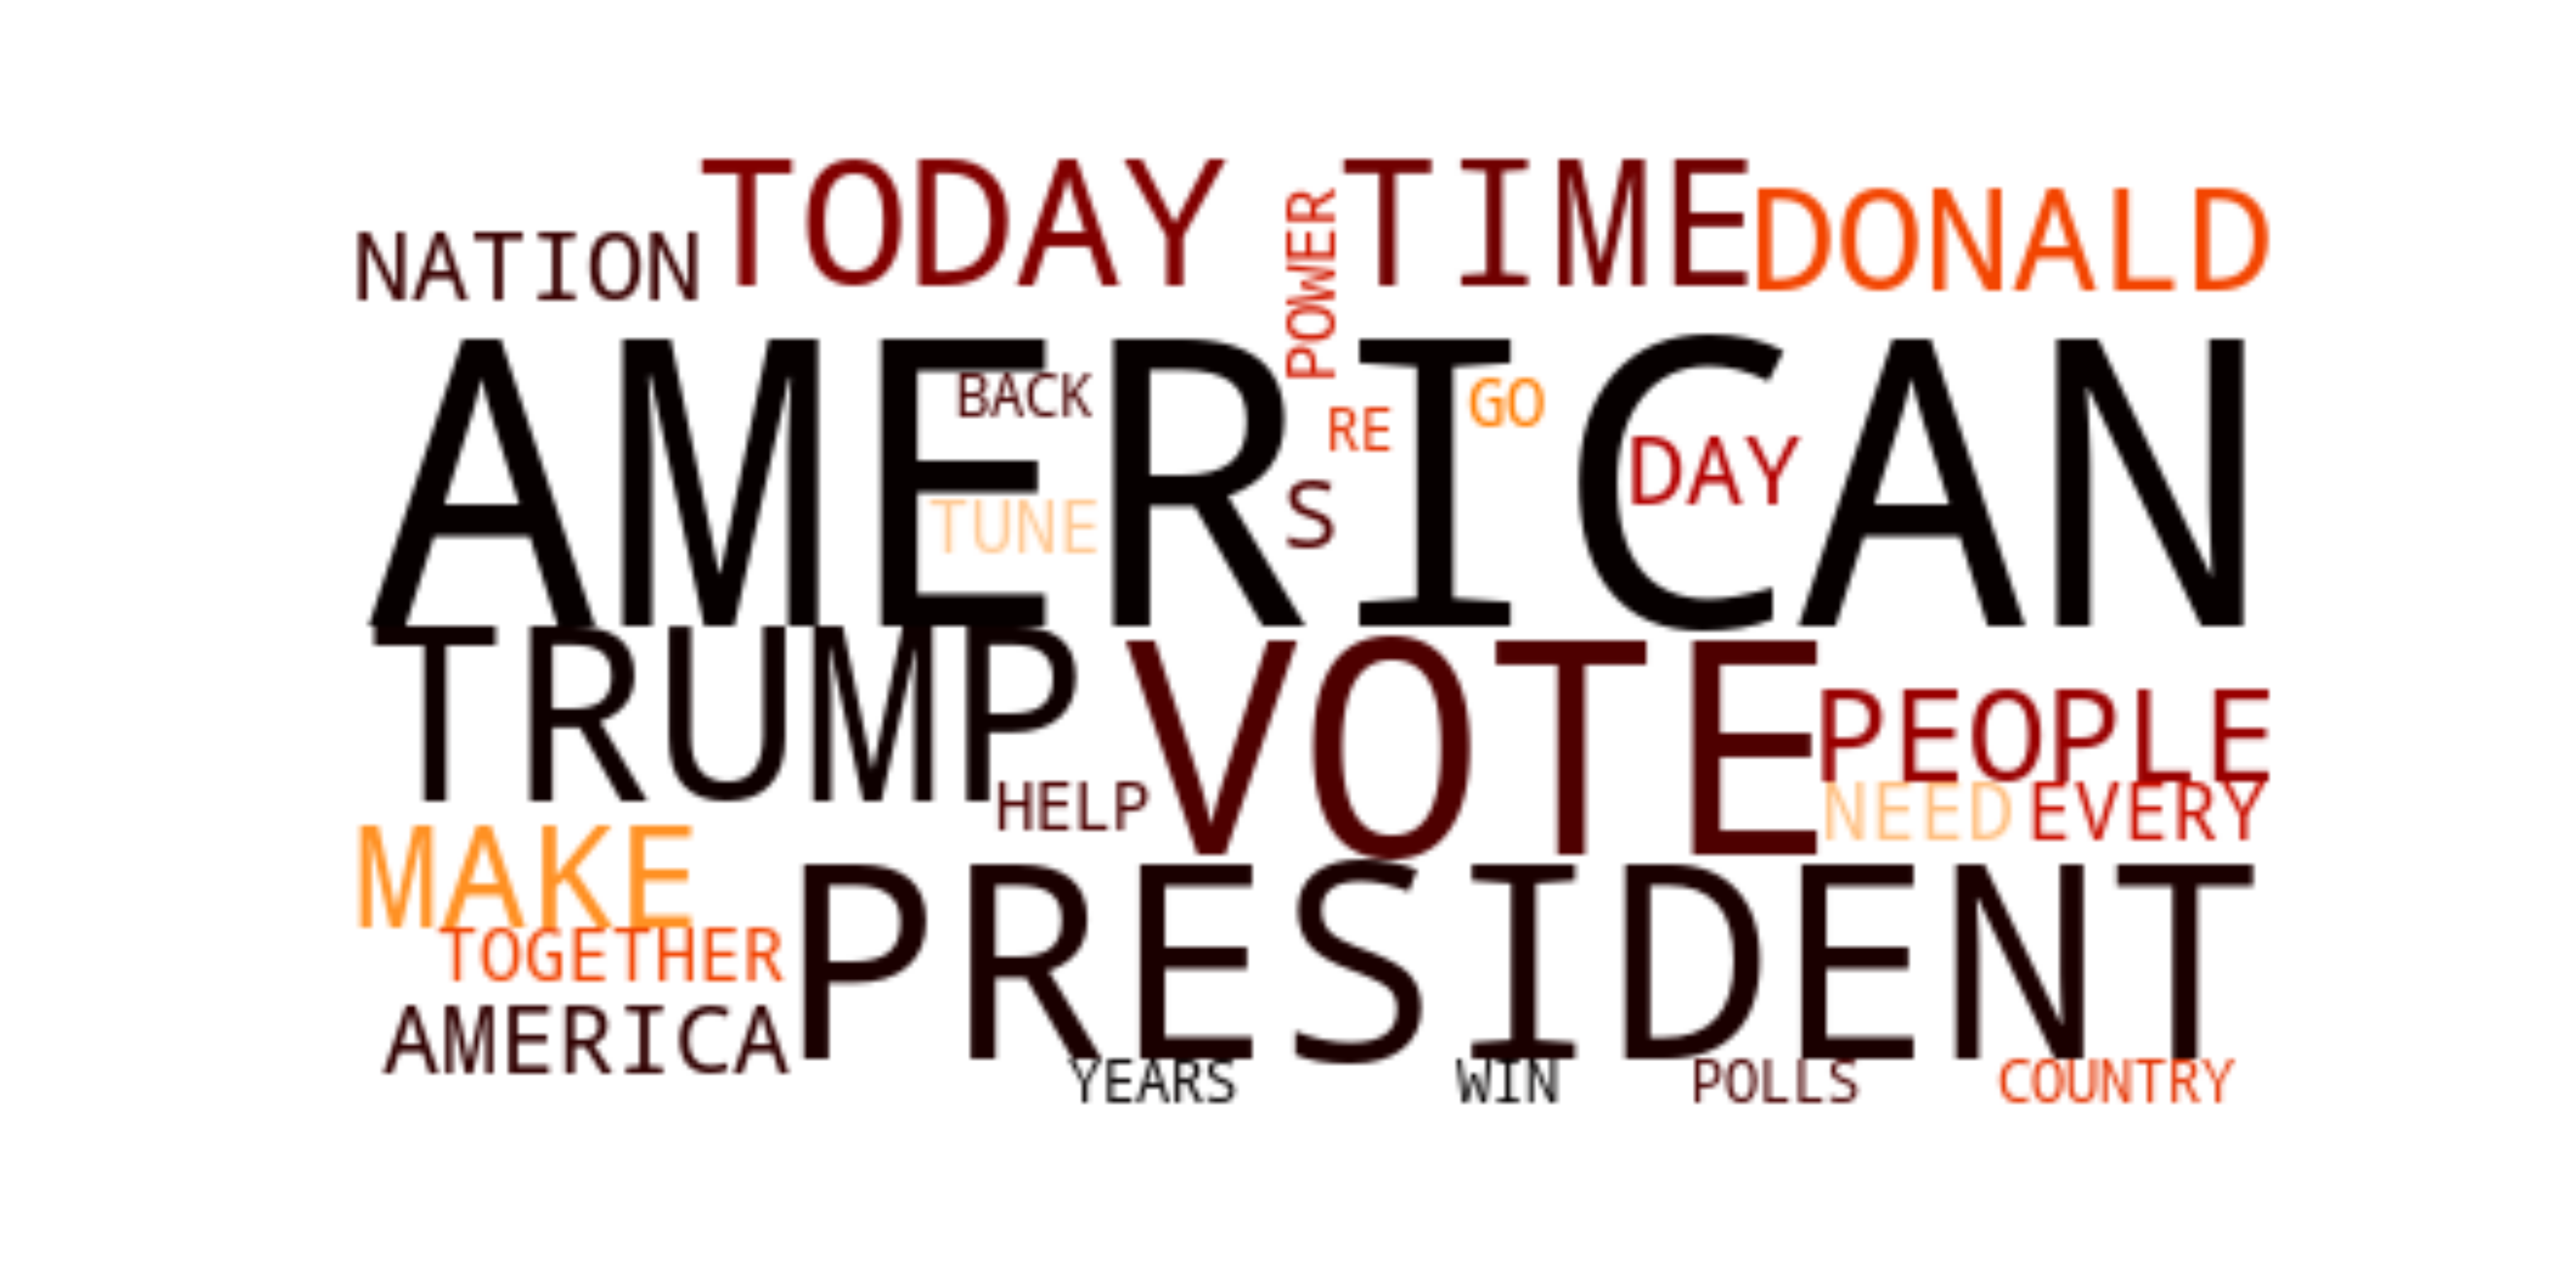 NATION TODAY POWER TIME DONALD
AMERICAN
BACK RE GO
TUNE S DAY
TRUMP VOTE PEOPLE
HELP NEED EVERY
MAKE PRESIDENT
TOGETHER
AMERICA
YEARS WIN POLLS COUNTRY